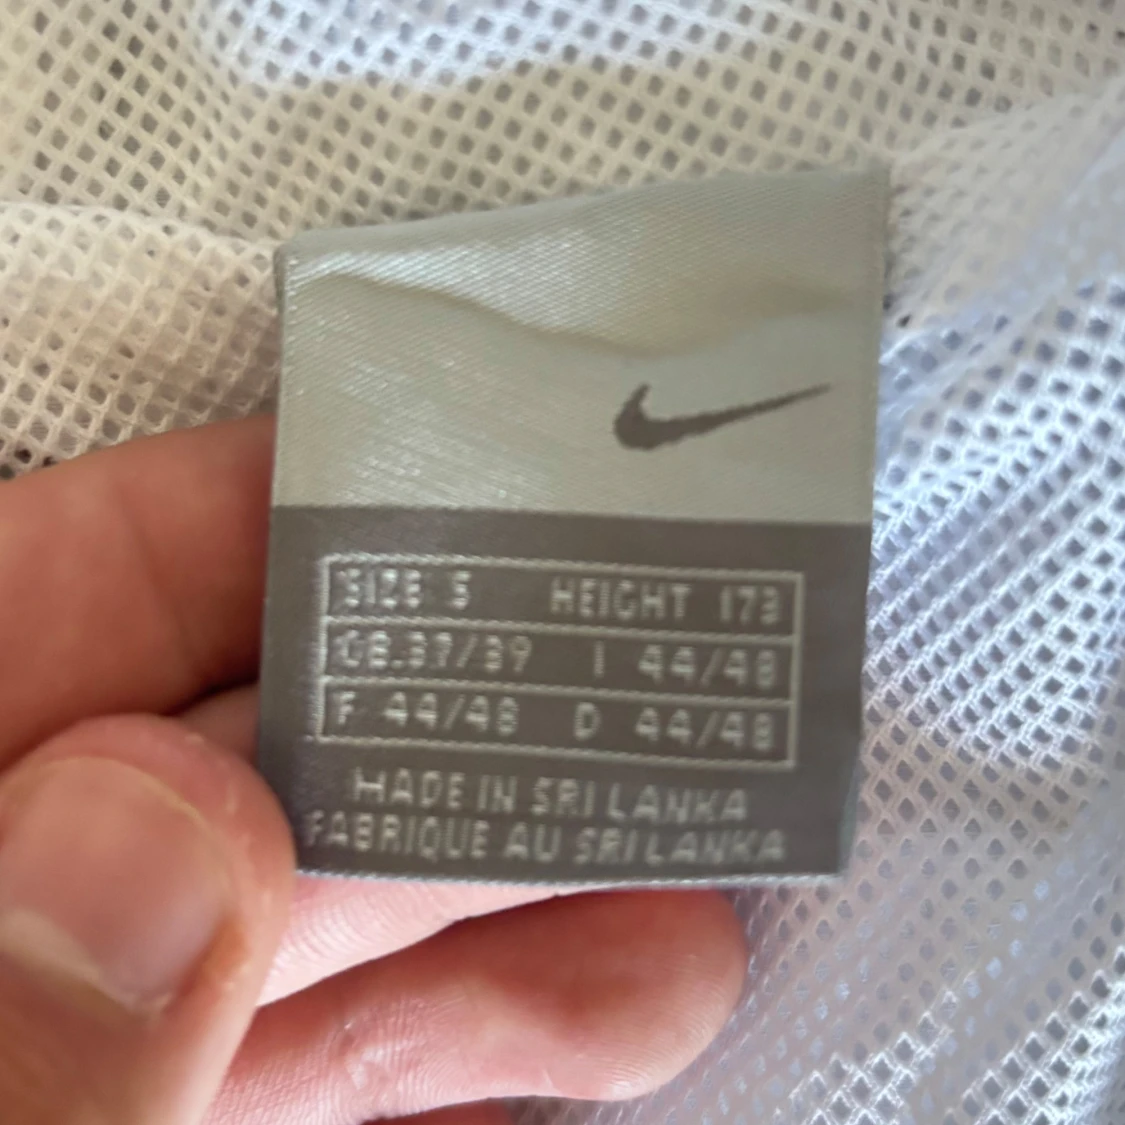 SIZE S HEIGHT 173
GB.37/39 I 44/48
F 44/48 D 44/48
MADE IN SRI LANKA
FABRIQUE AU SRI LANKA